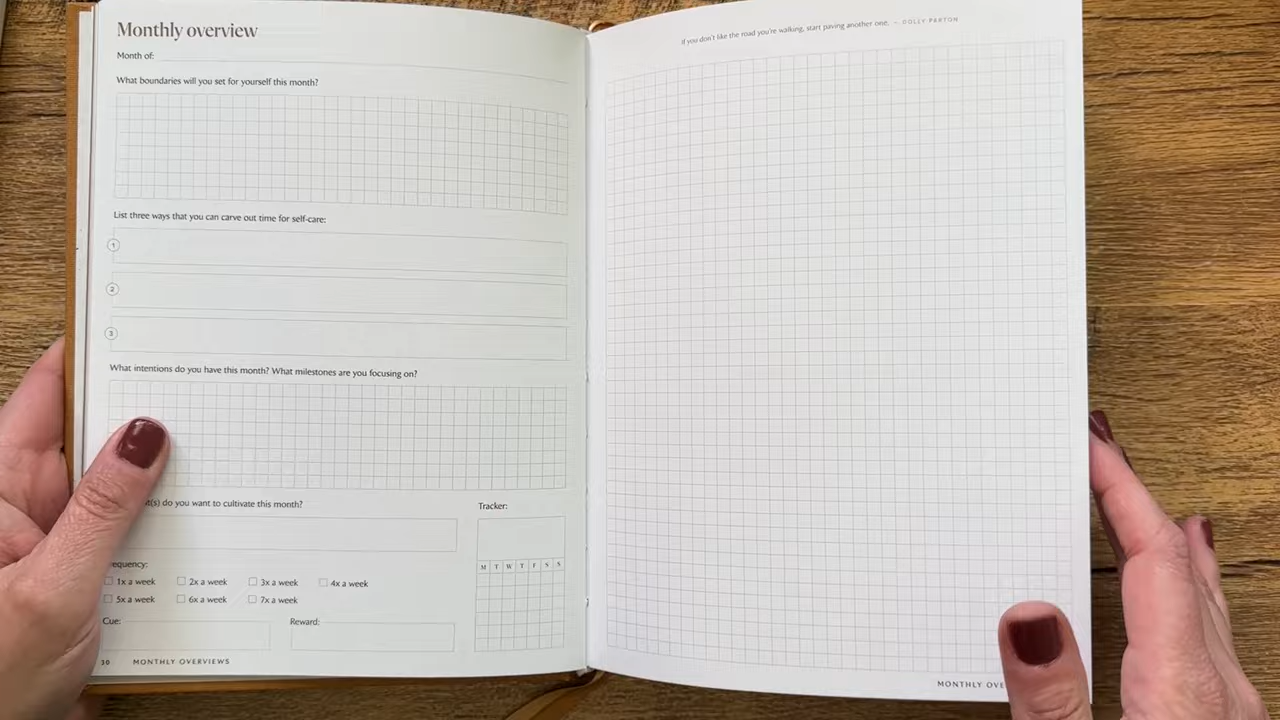 Monthly overview
Month of:
What boundaries will you set for yourself this month?
List three ways that you can carve out time for self-care:
1
2
3
What intentions do you have this month? What milestones are you focusing on?
do you want to cultivate this month?
Tracker:
M T W T F S S
1x a week 2x a week 3x a week 4x a week
5x a week 6x a week 7x a week
Cue: Reward:
30 MONTHLY OVERVIEWS
If you don't like the road you're walking, start paving another one. – DOLLY PARTON
MONTHLY